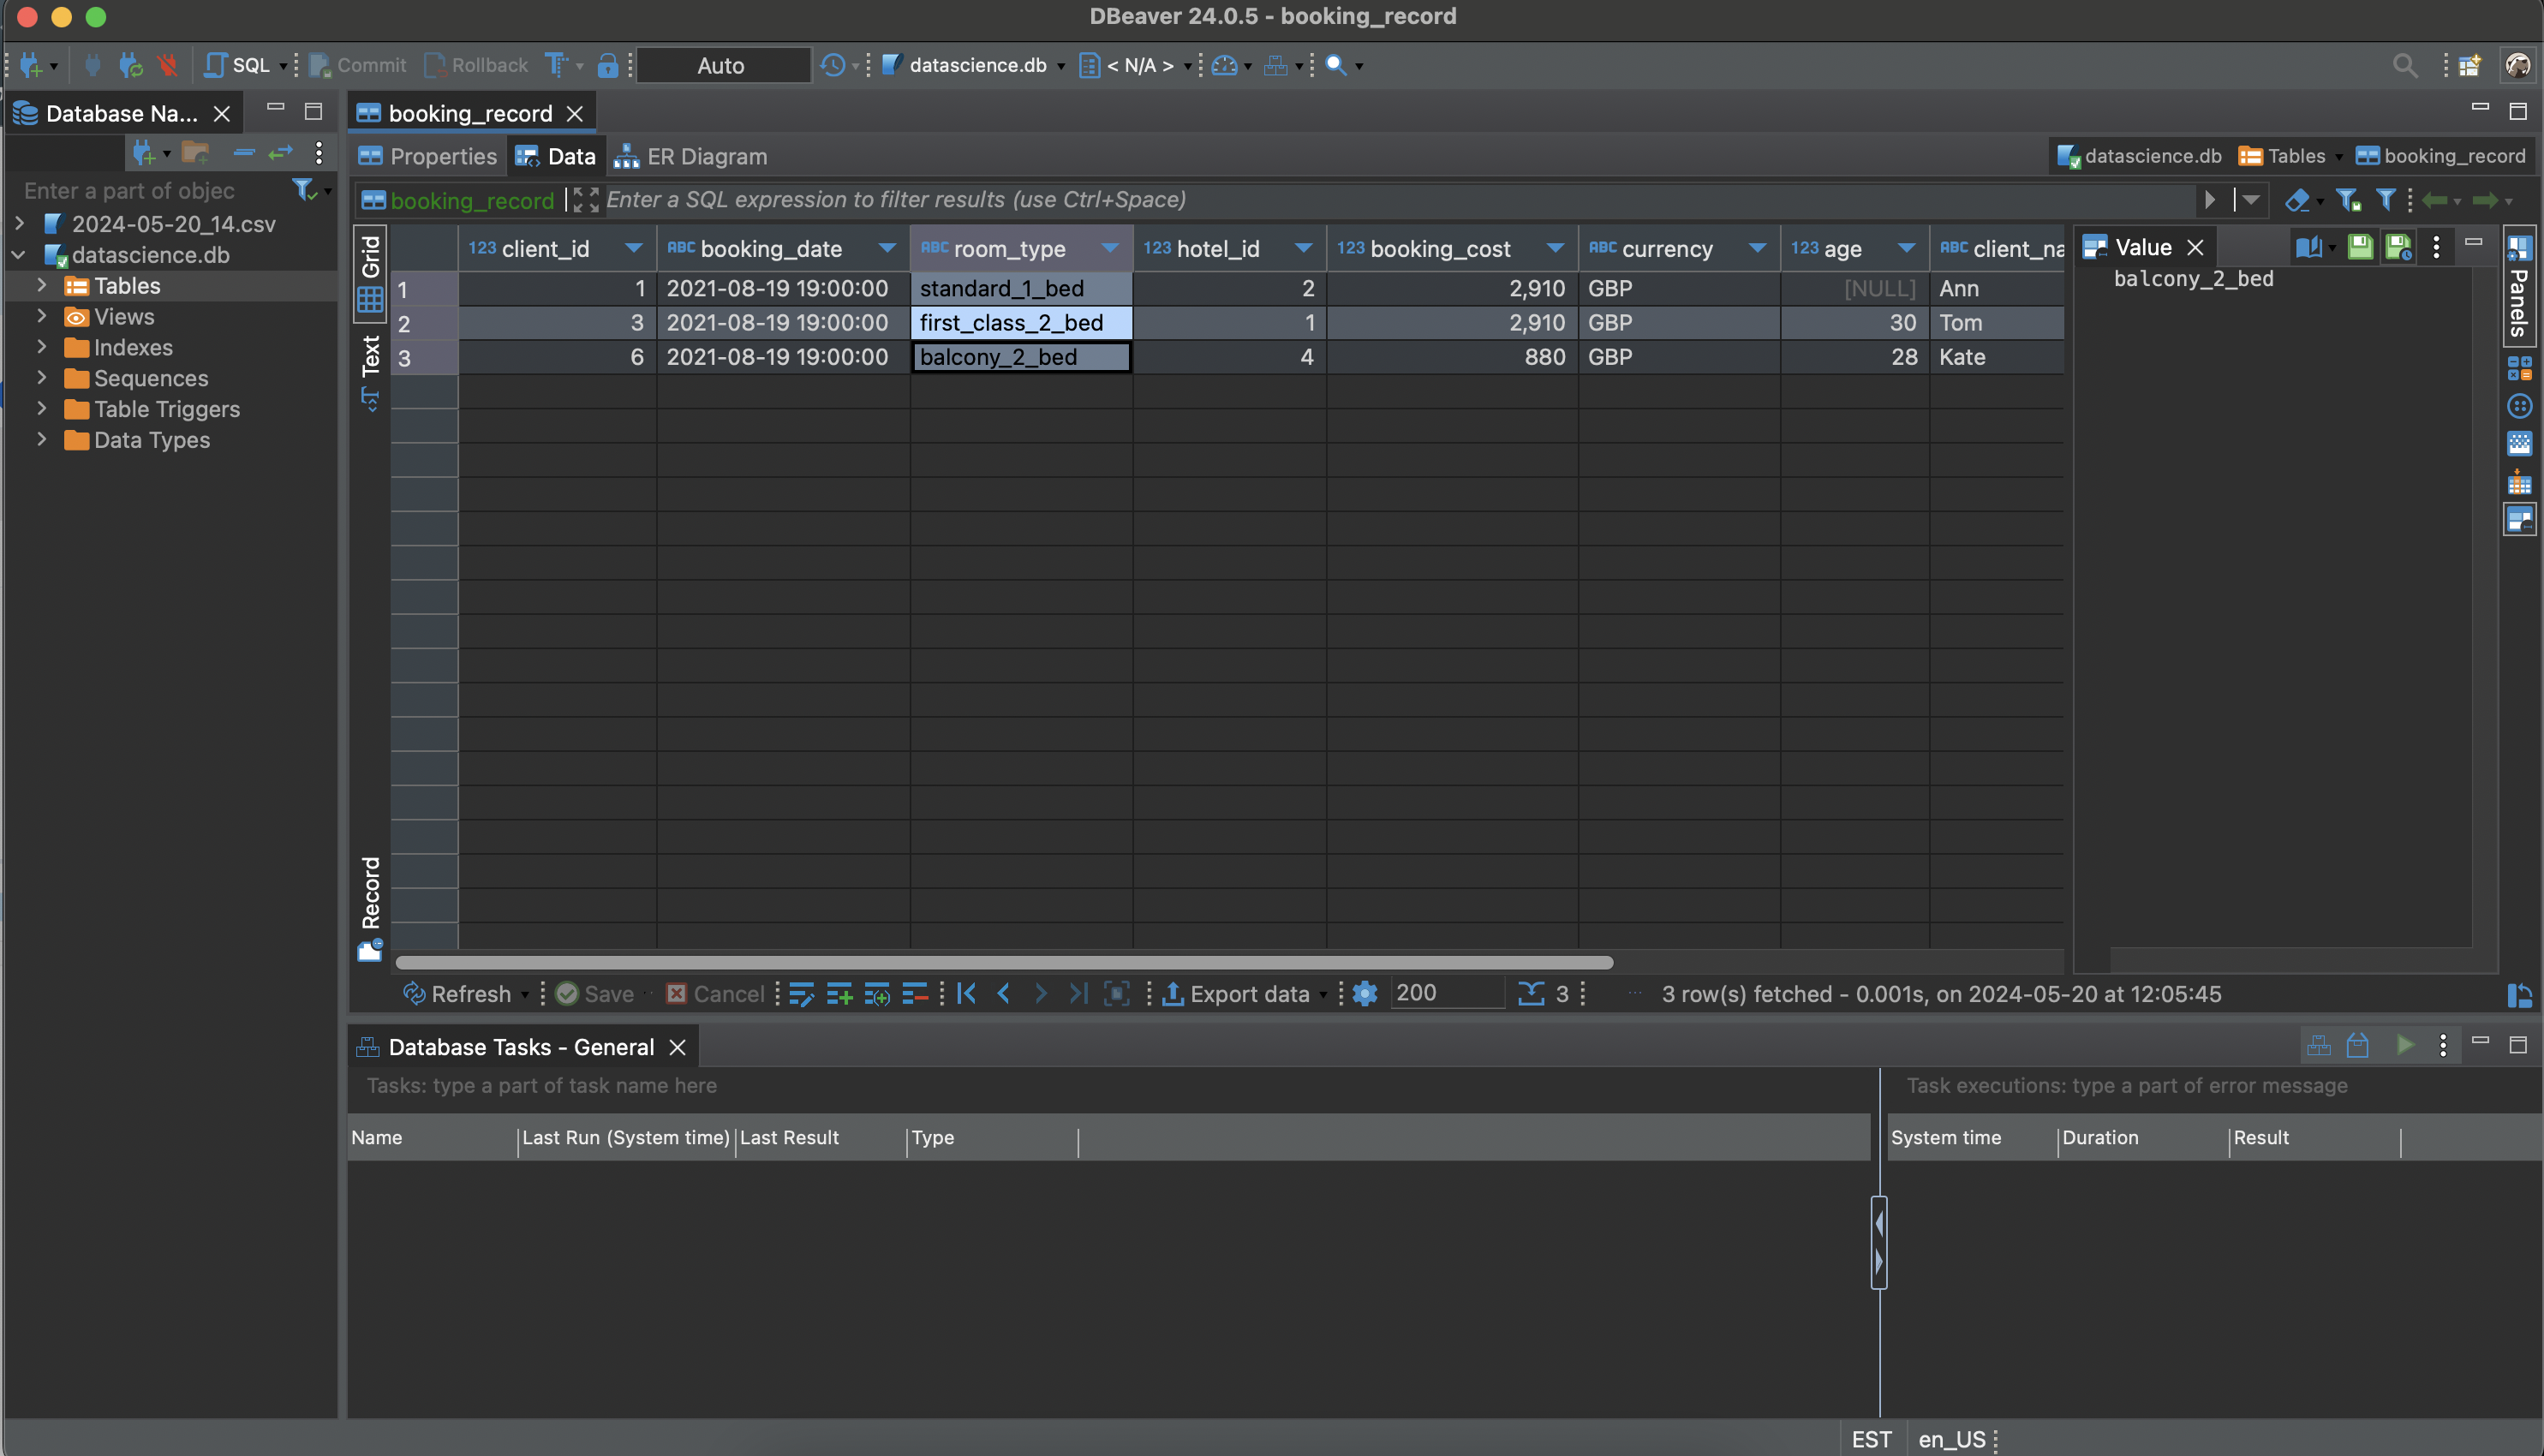 DBeaver 24.0.5 - booking_record
SQL Commit Rollback Auto datascience.db < N/A >
Database Na...
booking_record
Properties Data ER Diagram datascience.db Tables booking_record
Enter a part of objec
booking_record Enter a SQL expression to filter results (use Ctrl+Space)
2024-05-20_14.csv
datascience.db
Tables
Views
Indexes
Sequences
Table Triggers
Data Types
Grid
Text
Record
123 client_id ABC booking_date ABC room_type 123 hotel_id 123 booking_cost ABC currency 123 age ABC client_na
1 1 2021-08-19 19:00:00 standard_1_bed 2 2,910 GBP [NULL] Ann
2 3 2021-08-19 19:00:00 first_class_2_bed 1 2,910 GBP 30 Tom
3 6 2021-08-19 19:00:00 balcony_2_bed 4 880 GBP 28 Kate
Value
balcony_2_bed
Panels
Refresh Save Cancel Export data 200 3 3 row(s) fetched - 0.001s, on 2024-05-20 at 12:05:45
Database Tasks - General
Tasks: type a part of task name here
Task executions: type a part of error message
Name Last Run (System time) Last Result Type
System time Duration Result
EST en_US